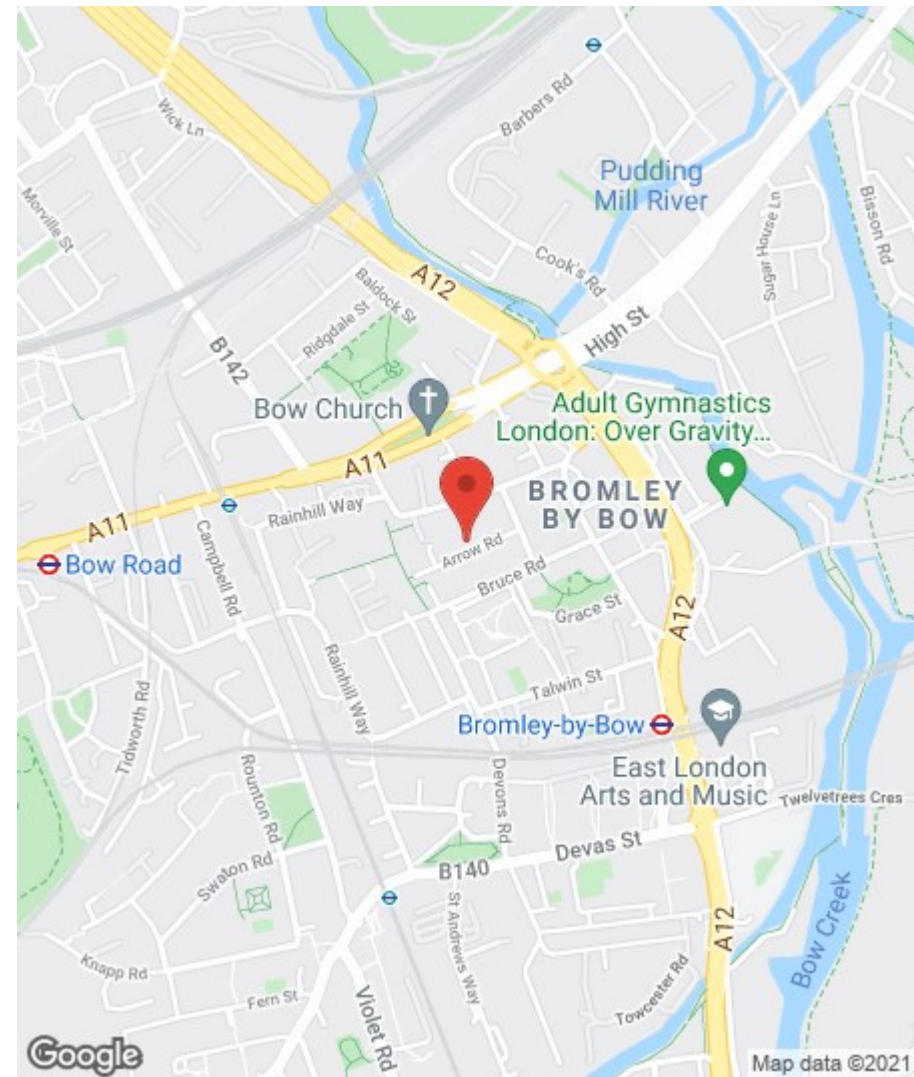 Barbers Rd
Wick Ln
Pudding
Mill River
Morville St
Bisson Rd
Sugar House Ln
Cook's Rd
A12
Baldock St
Ridgdale St
B142
High St
Bow Church
Adult Gymnastics
London: Over Gravity...
A11
BROMLEY
BY BOW
A11
Rainhill Way
Campbell Rd
Arrow Rd
Bow Road
Bruce Rd
Grace St
A12
Rainhill Way
Talwin St
Tidworth Rd
Bromley-by-Bow
Rounton Rd
Devons Rd
East London
Arts and Music
Twelvetrees Cres
Devas St
B140
Swaton Rd
St Andrews Way
A12
Bow Creek
Knapp Rd
Towcester Rd
Fern St
Violet Rd
Google
Map data ©2021